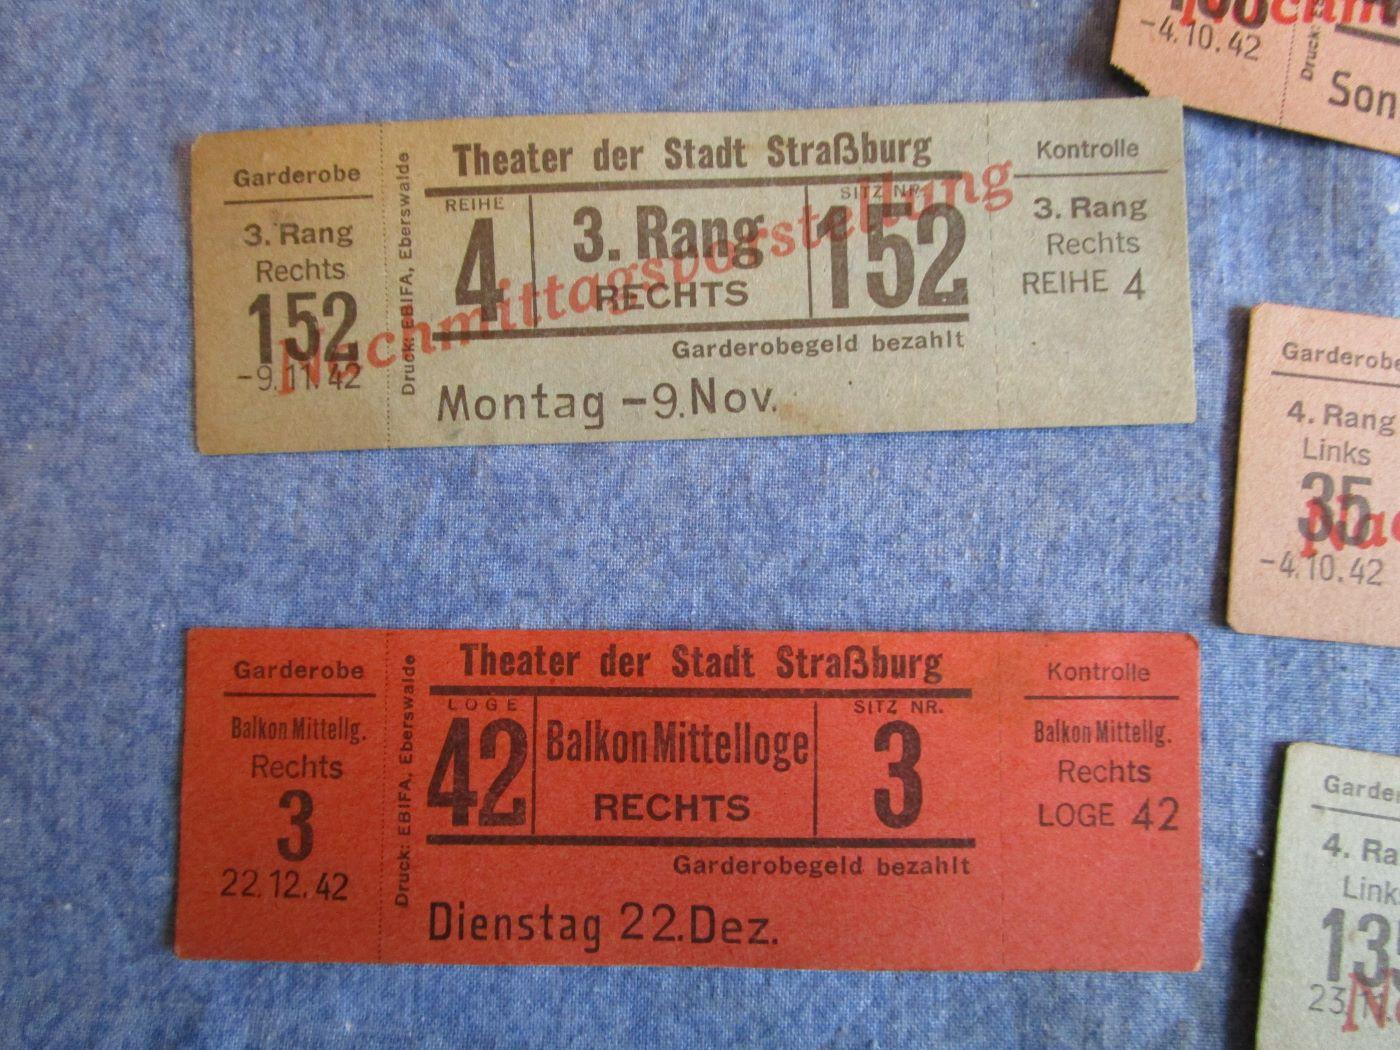 Garderobe
3. Rang
Rechts
152
-9.11.42
Druck: EBIFA, Eberswalde
Theater der Stadt Straßburg
REIHE
4
3. Rang
RECHTS
SITZ NR.
152
Nachmittagsvorstellung
Garderobegeld bezahlt
Montag -9.Nov.
Kontrolle
3. Rang
Rechts
REIHE 4
Garderobe
Balkon Mittellg.
Rechts
3
22.12.42
Druck: EBIFA, Eberswalde
Theater der Stadt Straßburg
LOGE
42
Balkon Mittelloge
RECHTS
SITZ NR.
3
Garderobegeld bezahlt
Dienstag 22.Dez.
Kontrolle
Balkon Mittellg.
Rechts
LOGE 42
-4.10.42
Druck:
Son
Garderobe
4. Rang
Links
35
-4.10.42
Garde
4. Ra
Link
13
23